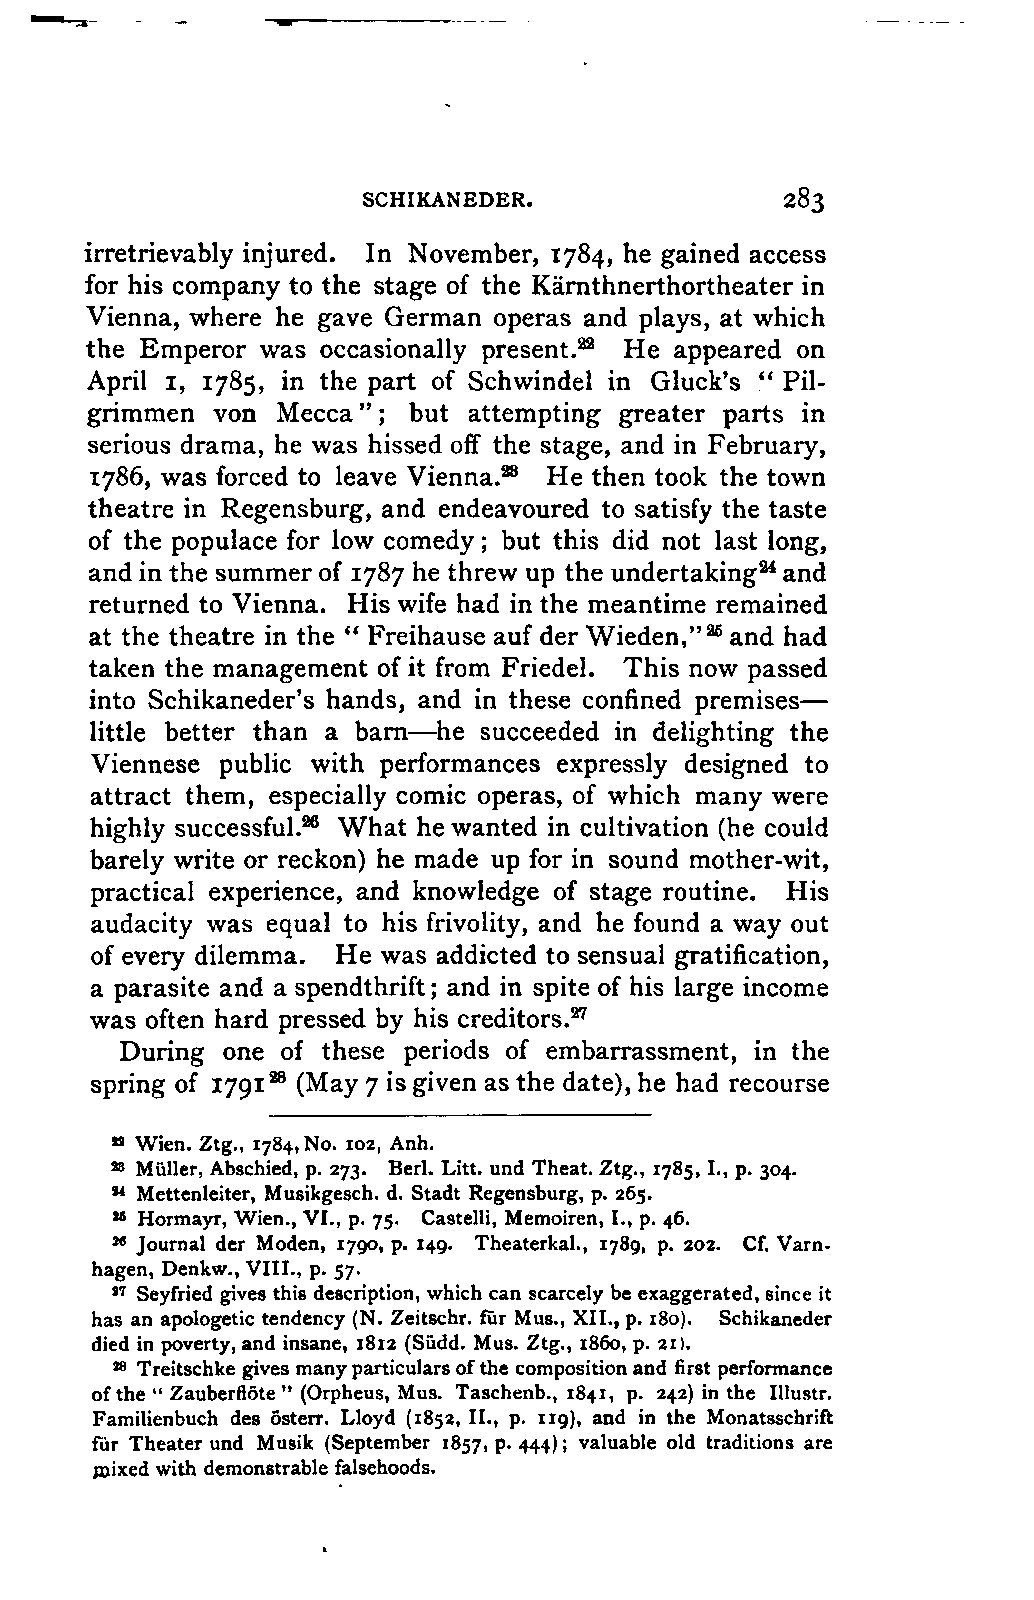 SCHIKANEDER. 283
irretrievably injured. In November, 1784, he gained access
for his company to the stage of the Kärnthnerthortheater in
Vienna, where he gave German operas and plays, at which
the Emperor was occasionally present.²² He appeared on
April 1, 1785, in the part of Schwindel in Gluck's " Pil-
grimmen von Mecca"; but attempting greater parts in
serious drama, he was hissed off the stage, and in February,
1786, was forced to leave Vienna.²³ He then took the town
theatre in Regensburg, and endeavoured to satisfy the taste
of the populace for low comedy; but this did not last long,
and in the summer of 1787 he threw up the undertaking²⁴ and
returned to Vienna. His wife had in the meantime remained
at the theatre in the " Freihause auf der Wieden,"²⁵ and had
taken the management of it from Friedel. This now passed
into Schikaneder's hands, and in these confined premises—
little better than a barn—he succeeded in delighting the
Viennese public with performances expressly designed to
attract them, especially comic operas, of which many were
highly successful.²⁶ What he wanted in cultivation (he could
barely write or reckon) he made up for in sound mother-wit,
practical experience, and knowledge of stage routine. His
audacity was equal to his frivolity, and he found a way out
of every dilemma. He was addicted to sensual gratification,
a parasite and a spendthrift; and in spite of his large income
was often hard pressed by his creditors.²⁷
During one of these periods of embarrassment, in the
spring of 1791²⁸ (May 7 is given as the date), he had recourse
²² Wien. Ztg., 1784, No. 102, Anh.
²³ Müller, Abschied, p. 273. Berl. Litt. und Theat. Ztg., 1785, I., p. 304.
²⁴ Mettenleiter, Musikgesch. d. Stadt Regensburg, p. 265.
²⁵ Hormayr, Wien., VI., p. 75. Castelli, Memoiren, I., p. 46.
²⁶ Journal der Moden, 1790, p. 149. Theaterkal., 1789, p. 202. Cf. Varn-
hagen, Denkw., VIII., p. 57.
²⁷ Seyfried gives this description, which can scarcely be exaggerated, since it
has an apologetic tendency (N. Zeitschr. für Mus., XII., p. 180). Schikaneder
died in poverty, and insane, 1812 (Südd. Mus. Ztg., 1860, p. 21).
²⁸ Treitschke gives many particulars of the composition and first performance
of the " Zauberflöte" (Orpheus, Mus. Taschenb., 1841, p. 242) in the Illustr.
Familienbuch des österr. Lloyd (1852, II., p. 119), and in the Monatsschrift
für Theater und Musik (September 1857, p. 444); valuable old traditions are
mixed with demonstrable falsehoods.